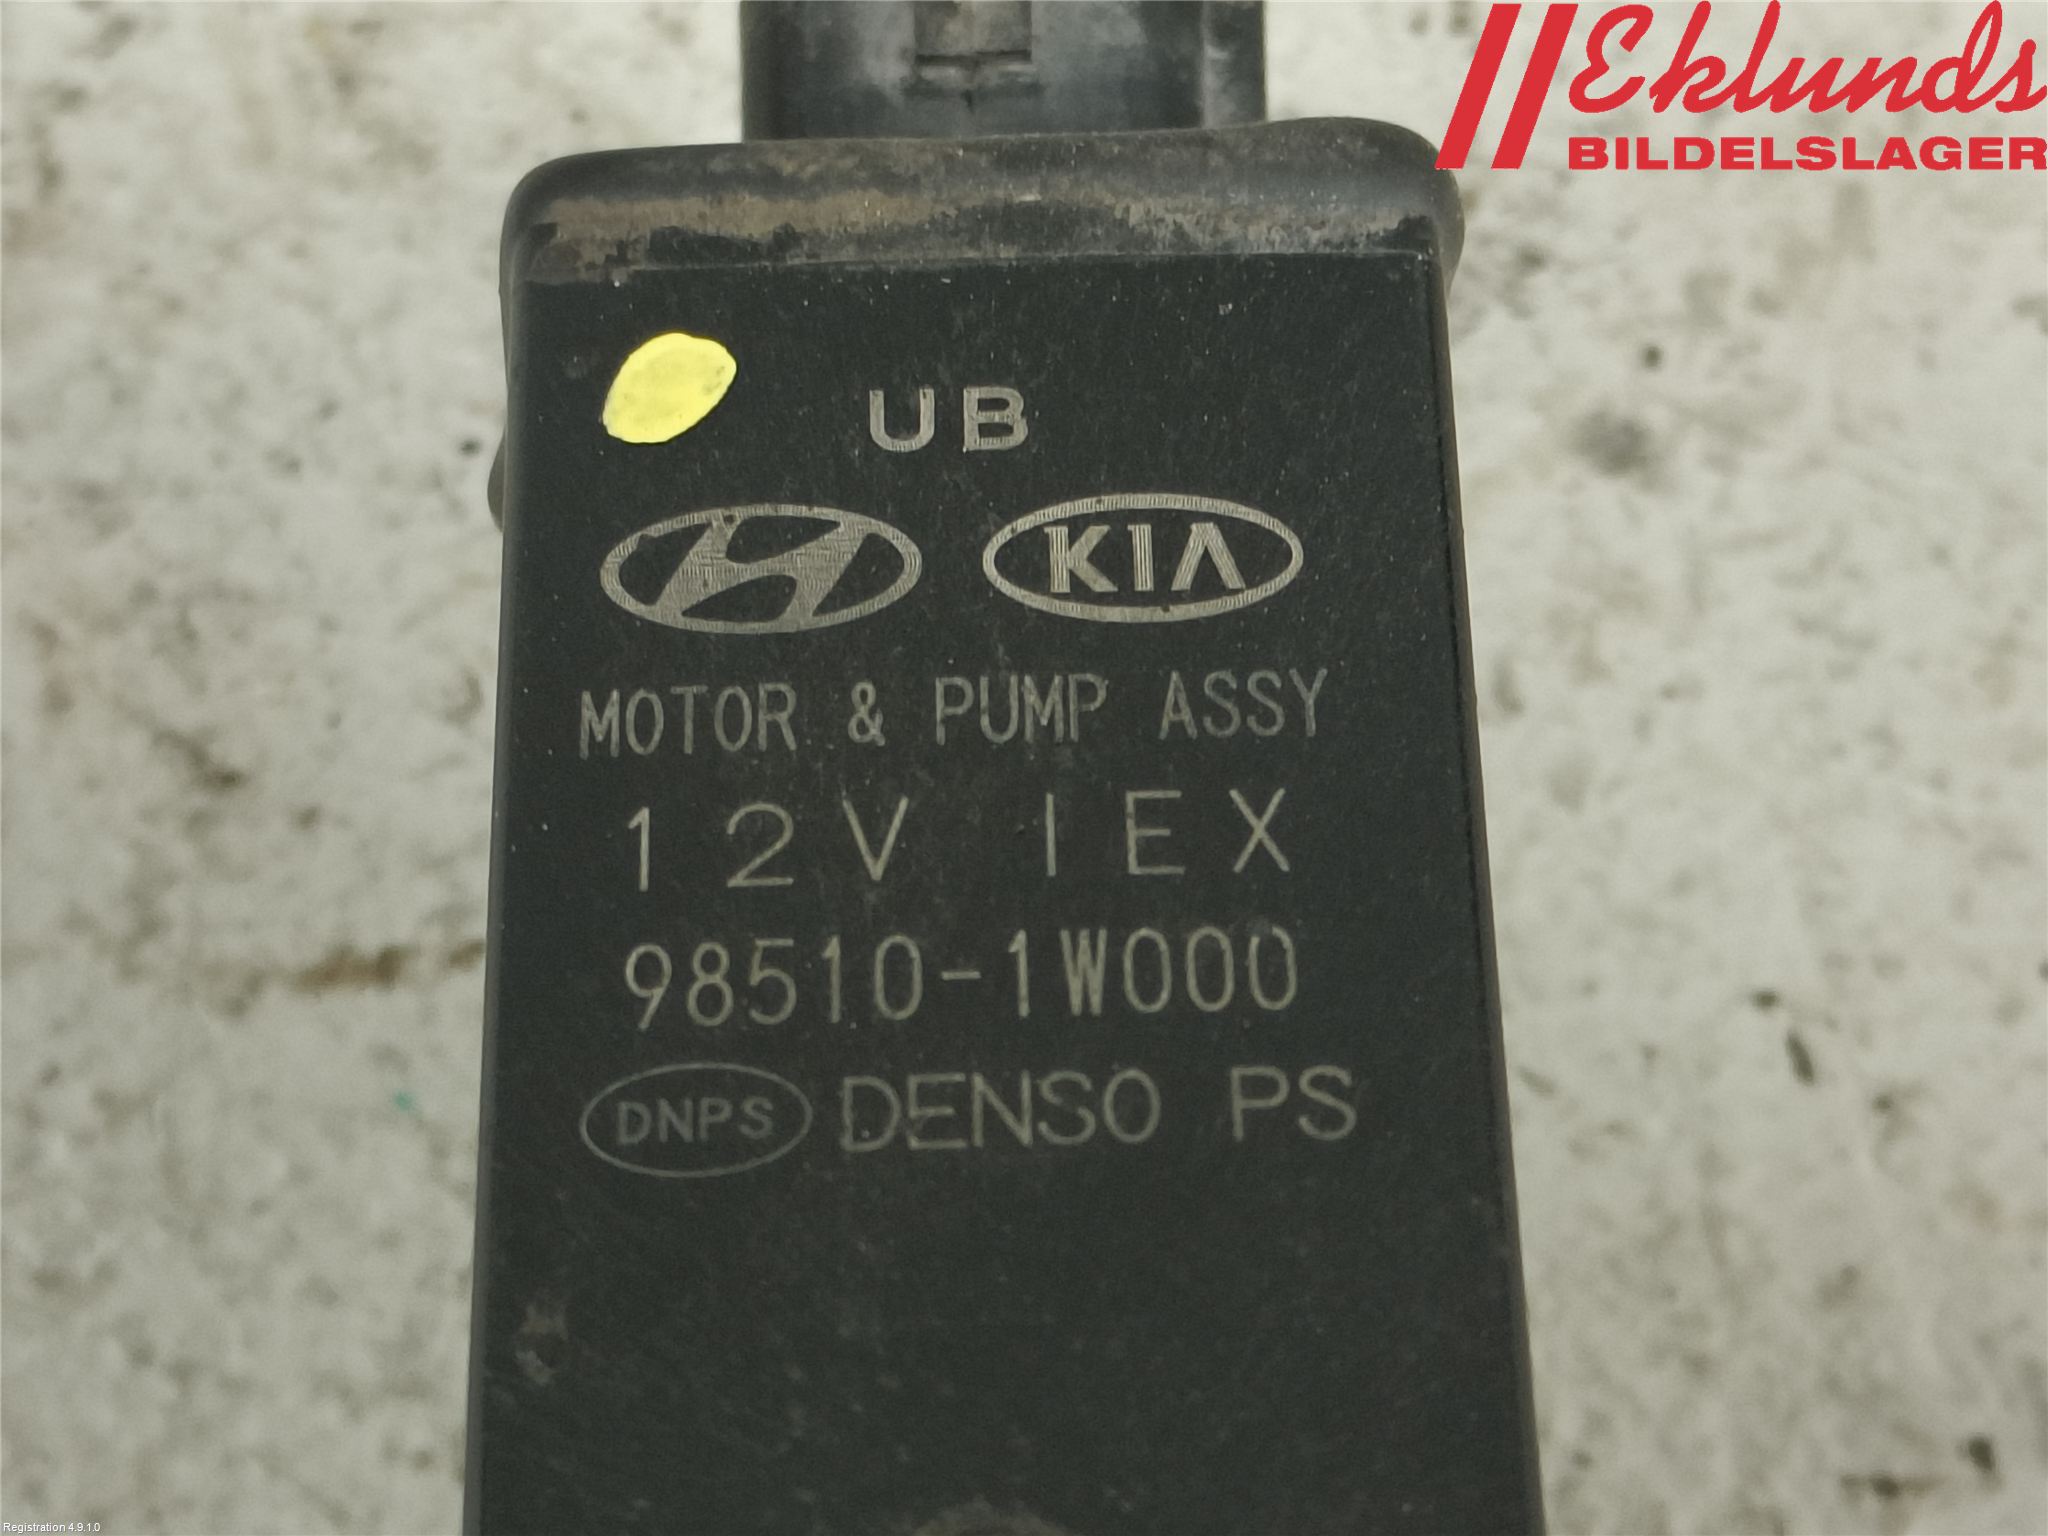 Eklunds
BILDELSLAGER
UB
KIA
MOTOR & PUMP ASSY
12V IEX
98510-1W000
DNPS DENSO PS
Registration 4.9.1.0